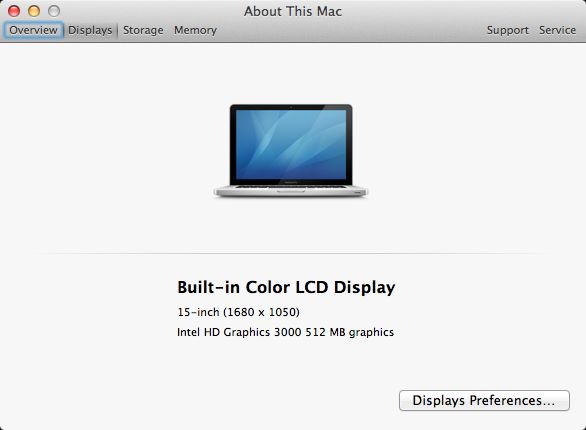 About This Mac
Overview Displays Storage Memory Support Service
Built-in Color LCD Display
15-inch (1680 x 1050)
Intel HD Graphics 3000 512 MB graphics
Displays Preferences...